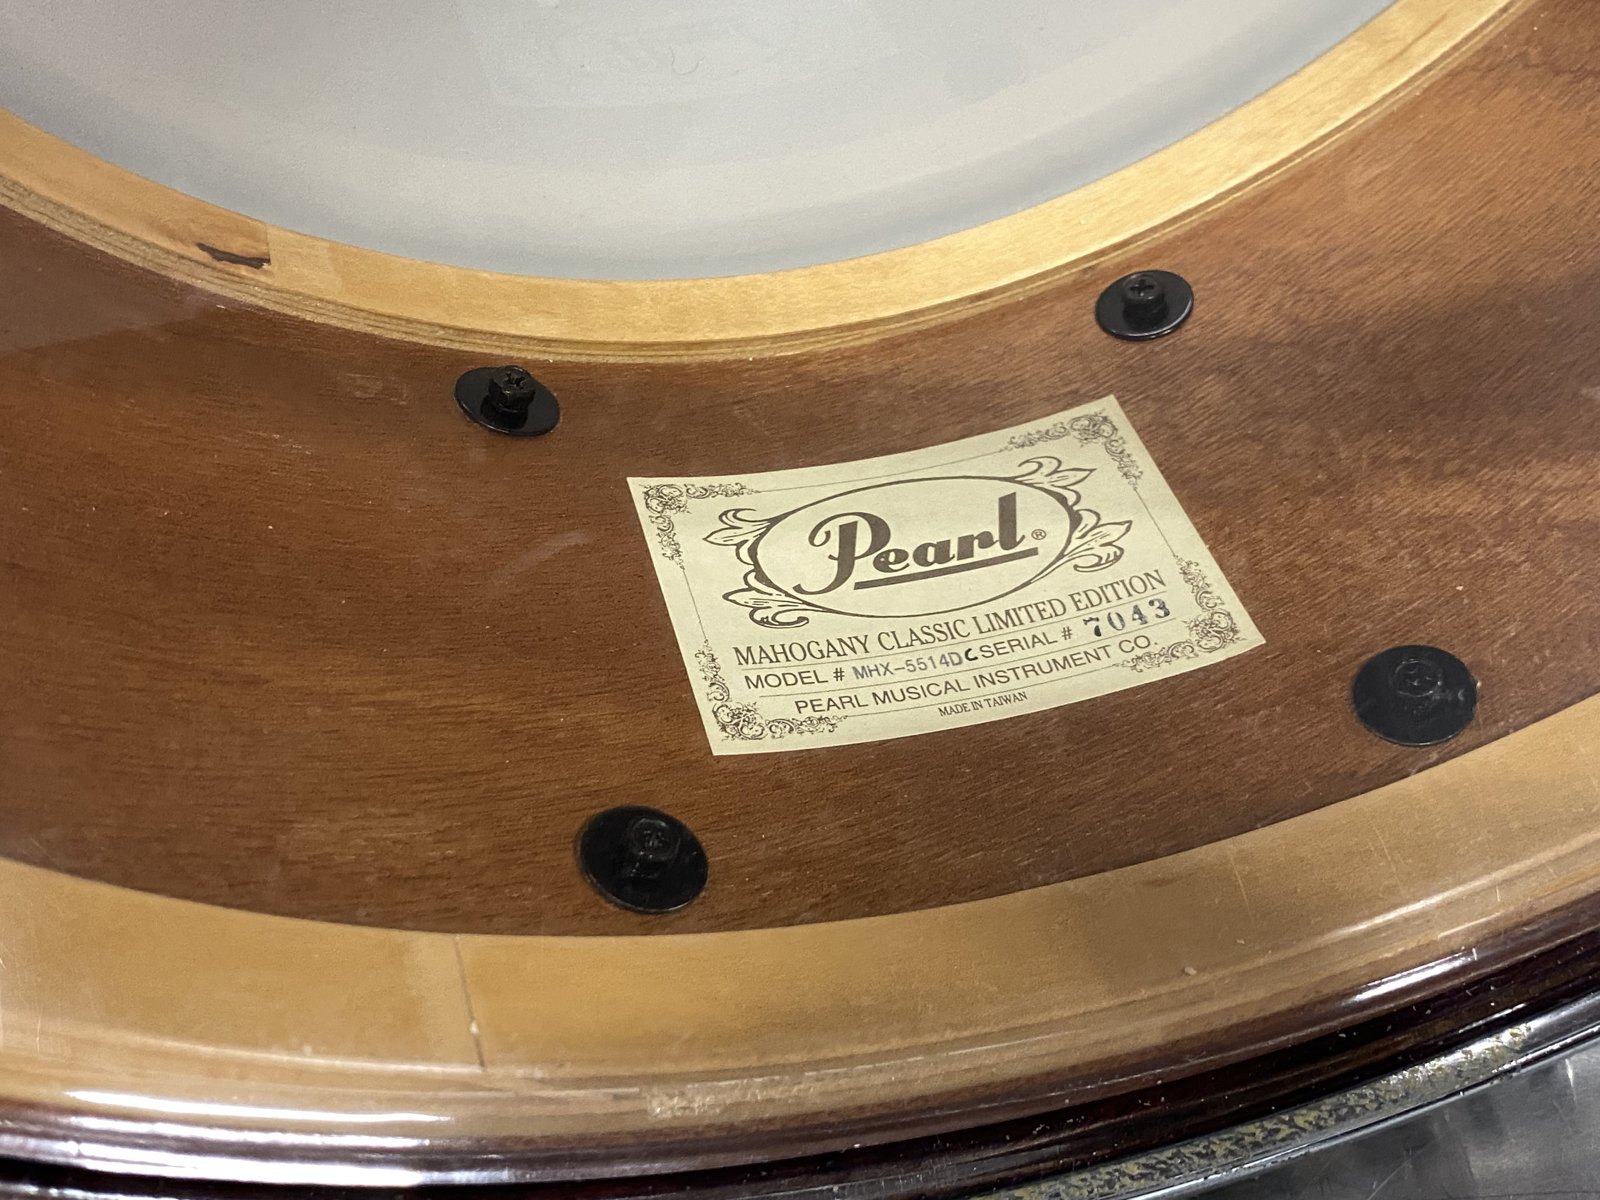 Pearl®
MAHOGANY CLASSIC LIMITED EDITION
MODEL # MHX-5514DC SERIAL # 7043
PEARL MUSICAL INSTRUMENT CO.
MADE IN TAIWAN